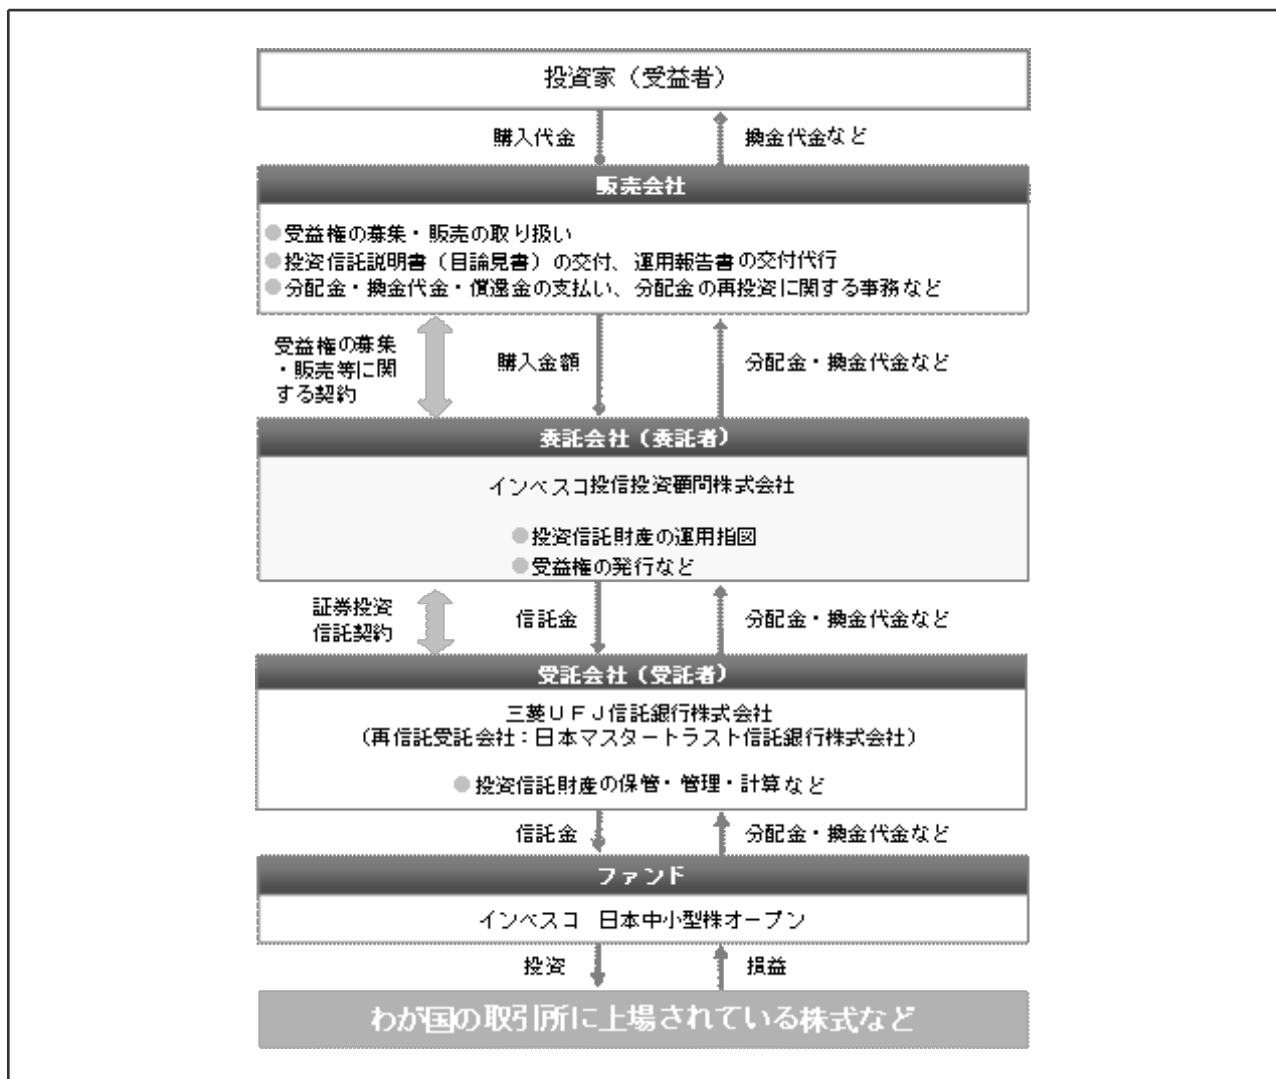 投資家（受益者）
購入代金
換金代金など
販売会社
●受益権の募集・販売の取り扱い
●投資信託説明書（目論見書）の交付、運用報告書の交付代行
●分配金・換金代金・償還金の支払い、分配金の再投資に関する事務など
受益権の募集
・販売等に関
する契約
購入金額
分配金・換金代金など
委託会社（委託者）
インベスコ投信投資顧問株式会社
●投資信託財産の運用指図
●受益権の発行など
証券投資
信託契約
信託金
分配金・換金代金など
受託会社（受託者）
三菱ＵＦＪ信託銀行株式会社
（再信託受託会社：日本マスタートラスト信託銀行株式会社）
●投資信託財産の保管・管理・計算など
信託金
分配金・換金代金など
ファンド
インベスコ　日本中小型株オープン
投資
損益
わが国の取引所に上場されている株式など